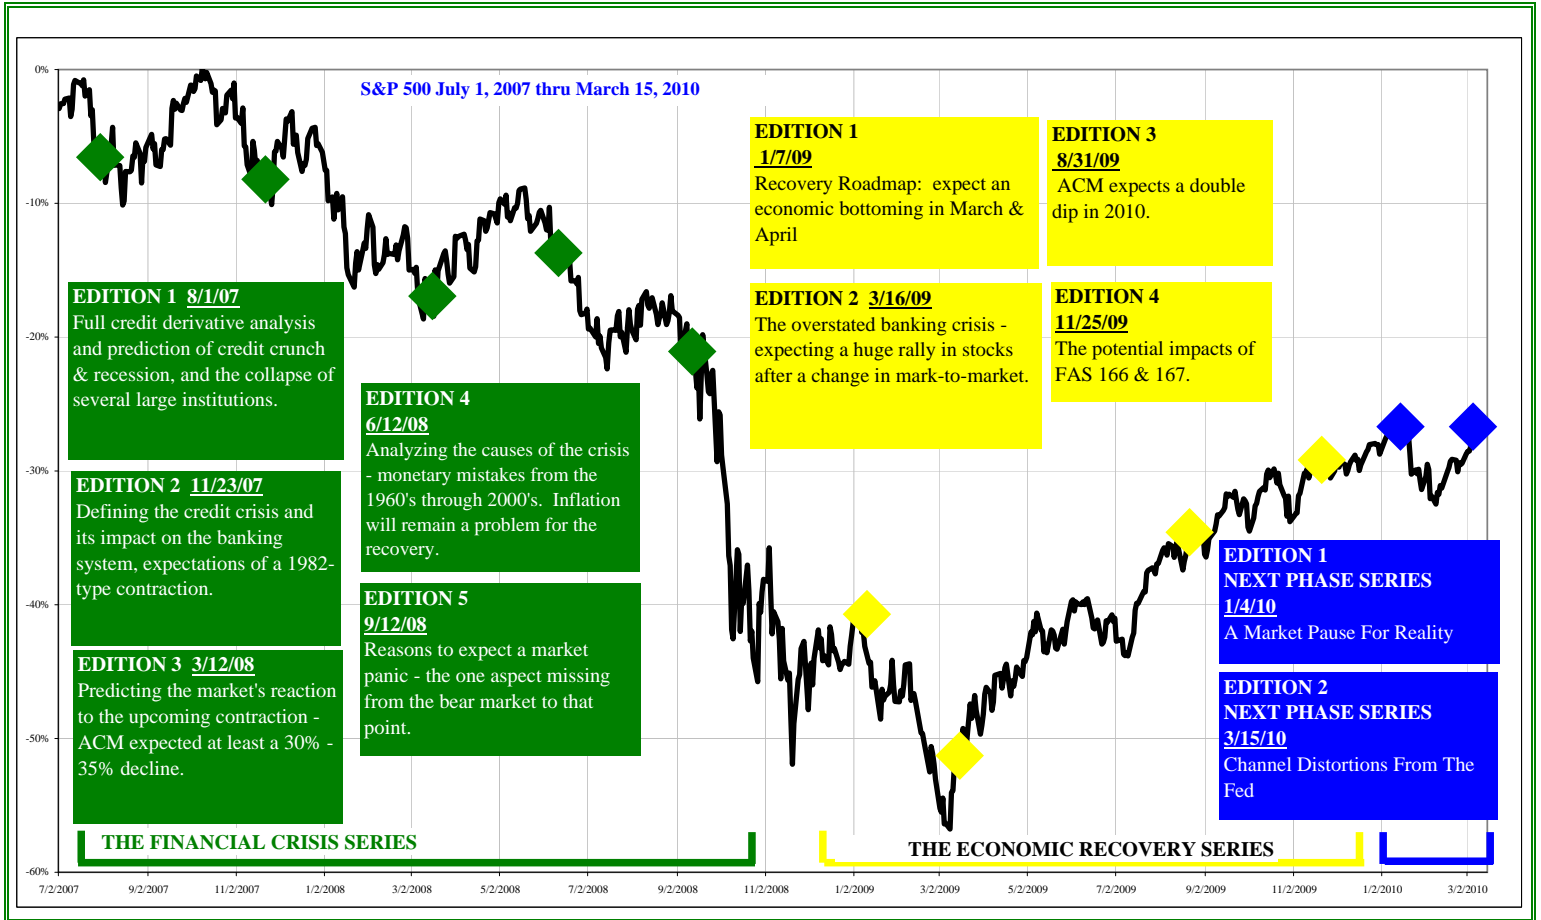 S&P 500 July 1, 2007 thru March 15, 2010
0%
-10%
-20%
-30%
-40%
-50%
-60%
EDITION 1 8/1/07
Full credit derivative analysis
and prediction of credit crunch
& recession, and the collapse of
several large institutions.
EDITION 2 11/23/07
Defining the credit crisis and
its impact on the banking
system, expectations of a 1982-
type contraction.
EDITION 3 3/12/08
Predicting the market's reaction
to the upcoming contraction -
ACM expected at least a 30% -
35% decline.
EDITION 4
6/12/08
Analyzing the causes of the crisis
- monetary mistakes from the
1960's through 2000's. Inflation
will remain a problem for the
recovery.
EDITION 5
9/12/08
Reasons to expect a market
panic - the one aspect missing
from the bear market to that
point.
EDITION 1
1/7/09
Recovery Roadmap: expect an
economic bottoming in March &
April
EDITION 2 3/16/09
The overstated banking crisis -
expecting a huge rally in stocks
after a change in mark-to-market.
EDITION 3
8/31/09
ACM expects a double
dip in 2010.
EDITION 4
11/25/09
The potential impacts of
FAS 166 & 167.
EDITION 1
NEXT PHASE SERIES
1/4/10
A Market Pause For Reality
EDITION 2
NEXT PHASE SERIES
3/15/10
Channel Distortions From The
Fed
THE FINANCIAL CRISIS SERIES
THE ECONOMIC RECOVERY SERIES
7/2/2007 9/2/2007 11/2/2007 1/2/2008 3/2/2008 5/2/2008 7/2/2008 9/2/2008 11/2/2008 1/2/2009 3/2/2009 5/2/2009 7/2/2009 9/2/2009 11/2/2009 1/2/2010 3/2/2010